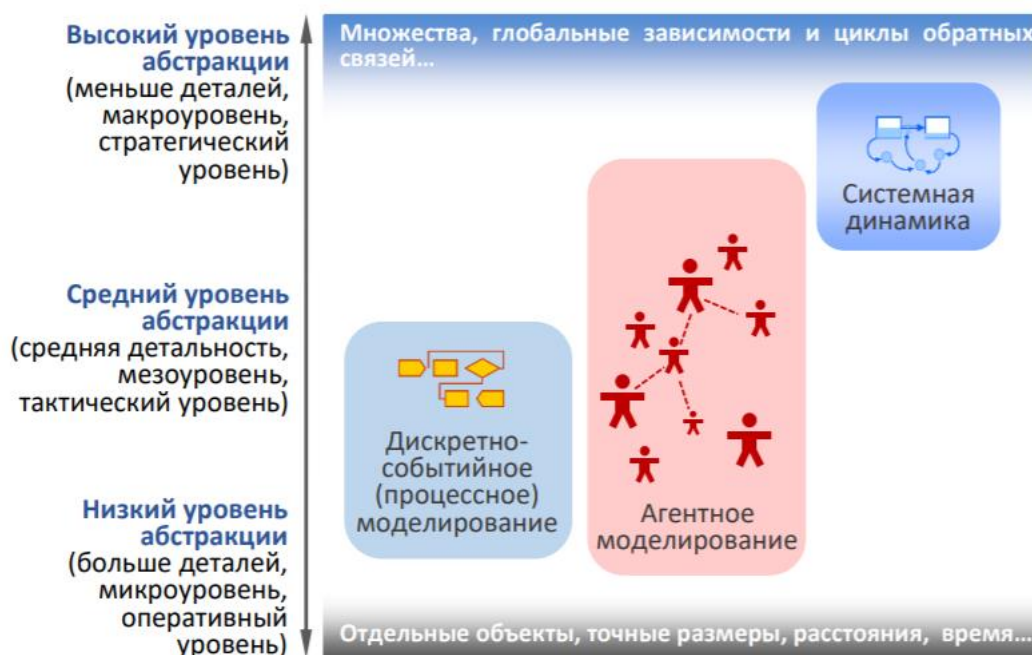 Высокий уровень
абстракции
(меньше деталей,
макроуровень,
стратегический
уровень)
Множества, глобальные зависимости и циклы обратных
связей…
Системная
динамика
Средний уровень
абстракции
(средняя детальность,
мезоуровень,
тактический уровень)
Дискретно-
событийное
(процессное)
моделирование
Агентное
моделирование
Низкий уровень
абстракции
(больше деталей,
микроуровень,
оперативный
уровень)
Отдельные объекты, точные размеры, расстояния, время…